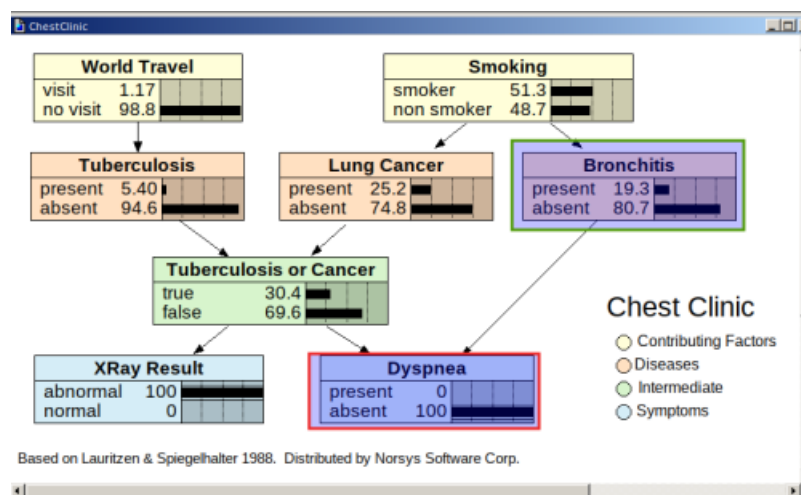 ChestClinic
World Travel
visit 1.17
no visit 98.8
Smoking
smoker 51.3
non smoker 48.7
Tuberculosis
present 5.40
absent 94.6
Lung Cancer
present 25.2
absent 74.8
Bronchitis
present 19.3
absent 80.7
Tuberculosis or Cancer
true 30.4
false 69.6
XRay Result
abnormal 100
normal 0
Dyspnea
present 0
absent 100
Chest Clinic
Contributing Factors
Diseases
Intermediate
Symptoms
Based on Lauritzen & Spiegelhalter 1988. Distributed by Norsys Software Corp.